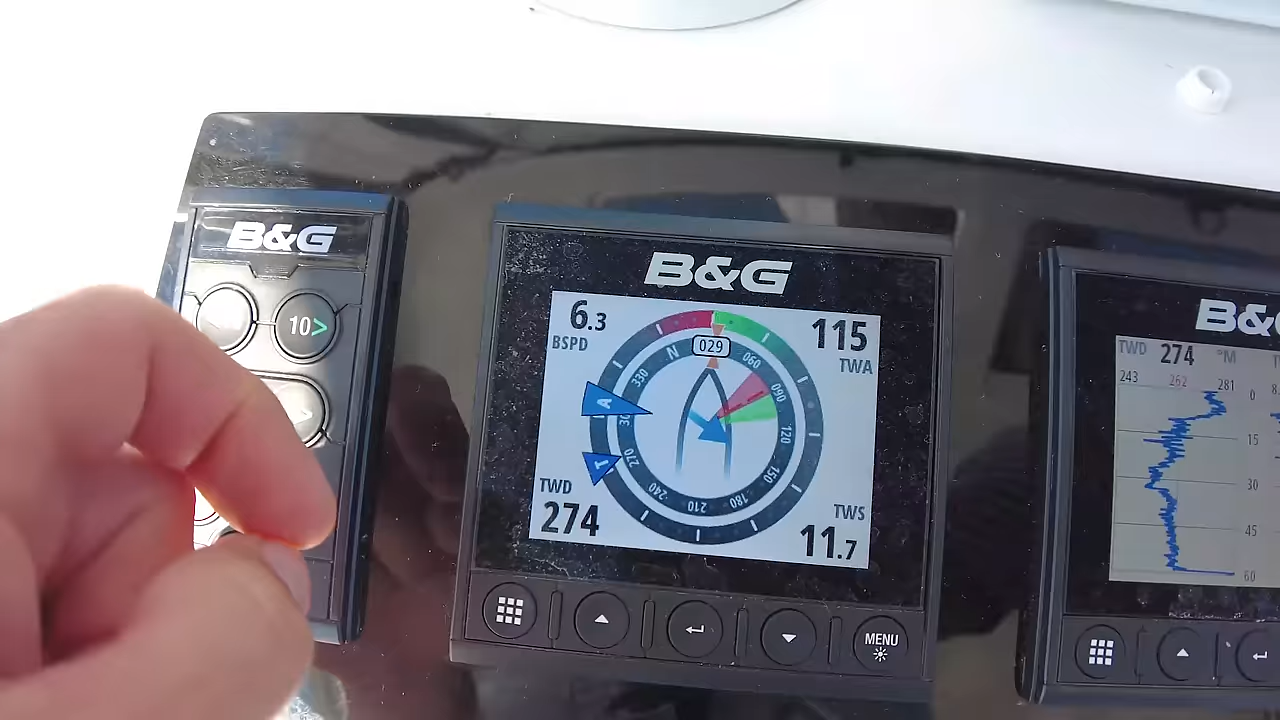 B&G
10>
B&G
6.3
BSPD
115
TWA
029
N
060
090
120
150
180
210
240
270
30
330
A
T
TWD
274
TWS
11.7
MENU
B&G
TWD 274 °M
243 262 281
0
15
30
45
60